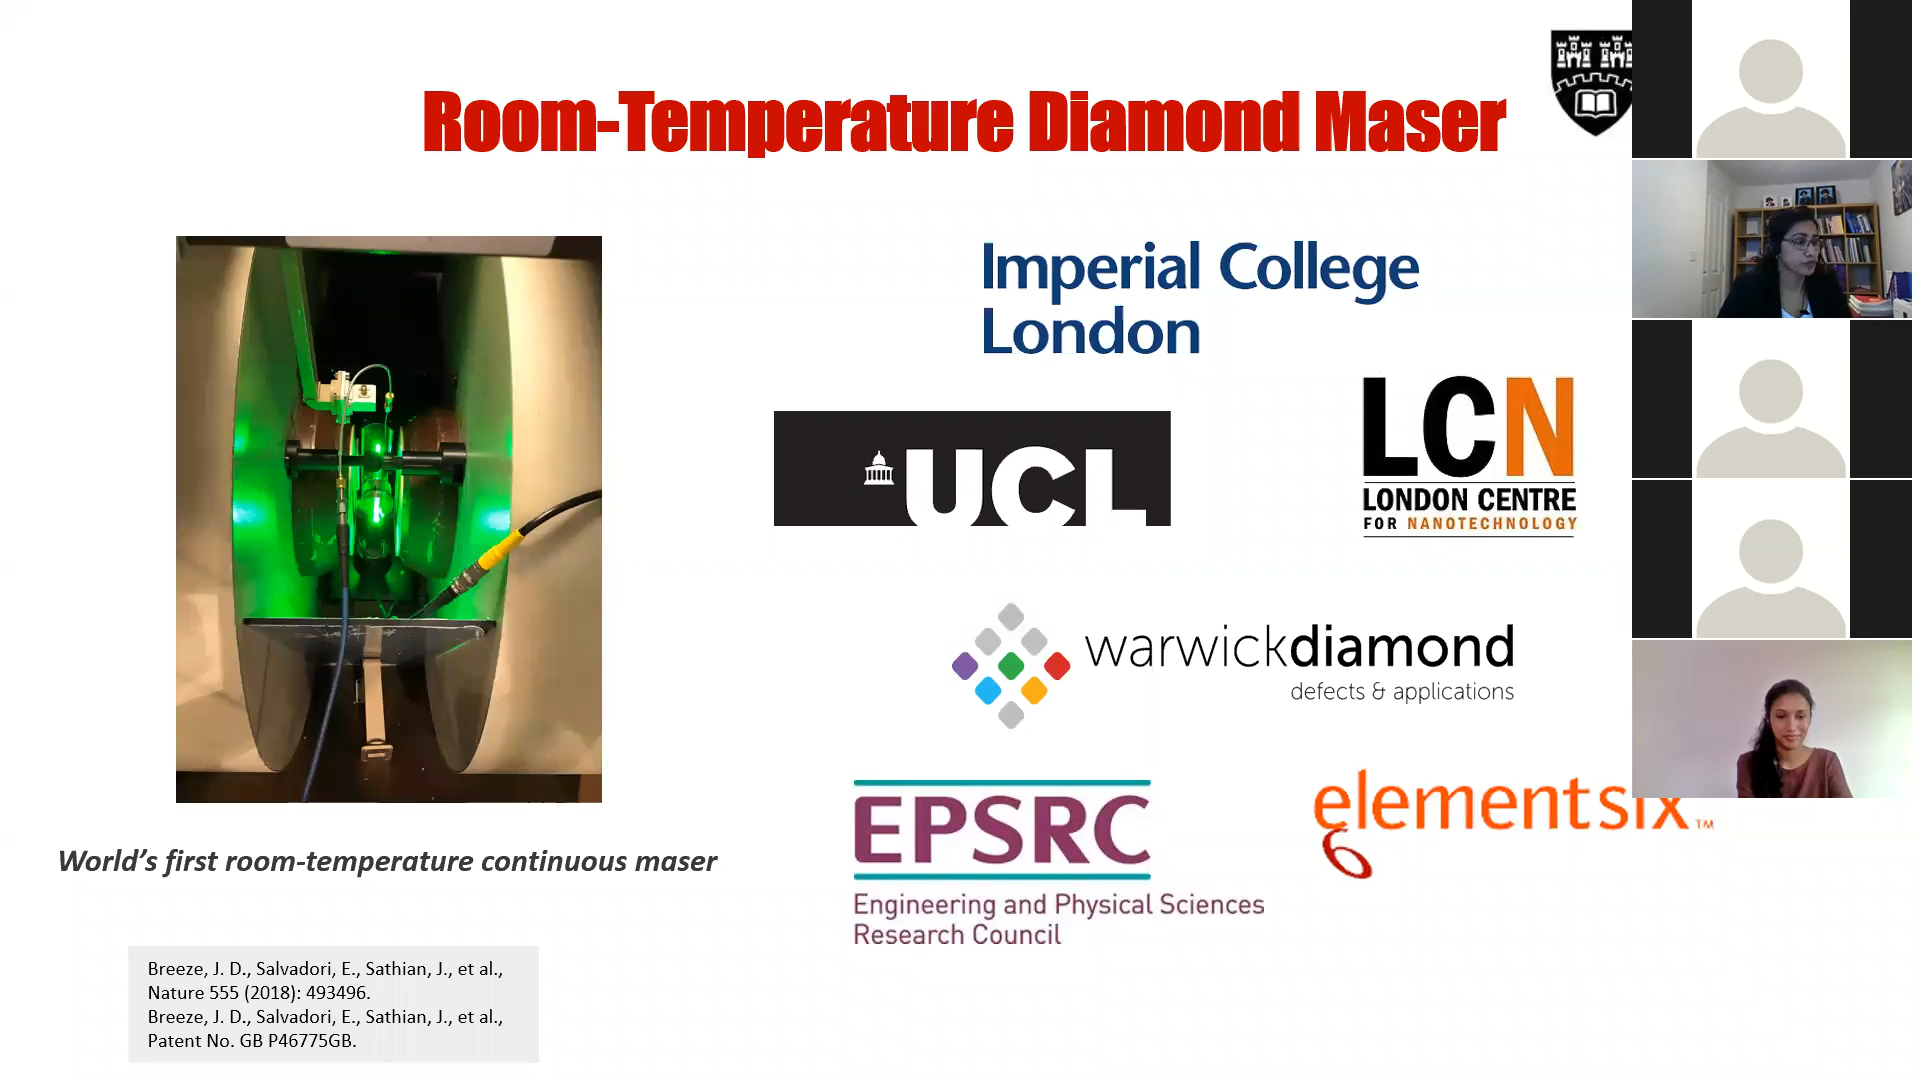 Room-Temperature Diamond Maser
Imperial College
London
UCL
LCN
LONDON CENTRE
FOR NANOTECHNOLOGY
warwickdiamond
defects & applications
EPSRC
Engineering and Physical Sciences
Research Council
elementsix™
6
World's first room-temperature continuous maser
Breeze, J. D., Salvadori, E., Sathian, J., et al.,
Nature 555 (2018): 493496.
Breeze, J. D., Salvadori, E., Sathian, J., et al.,
Patent No. GB P46775GB.